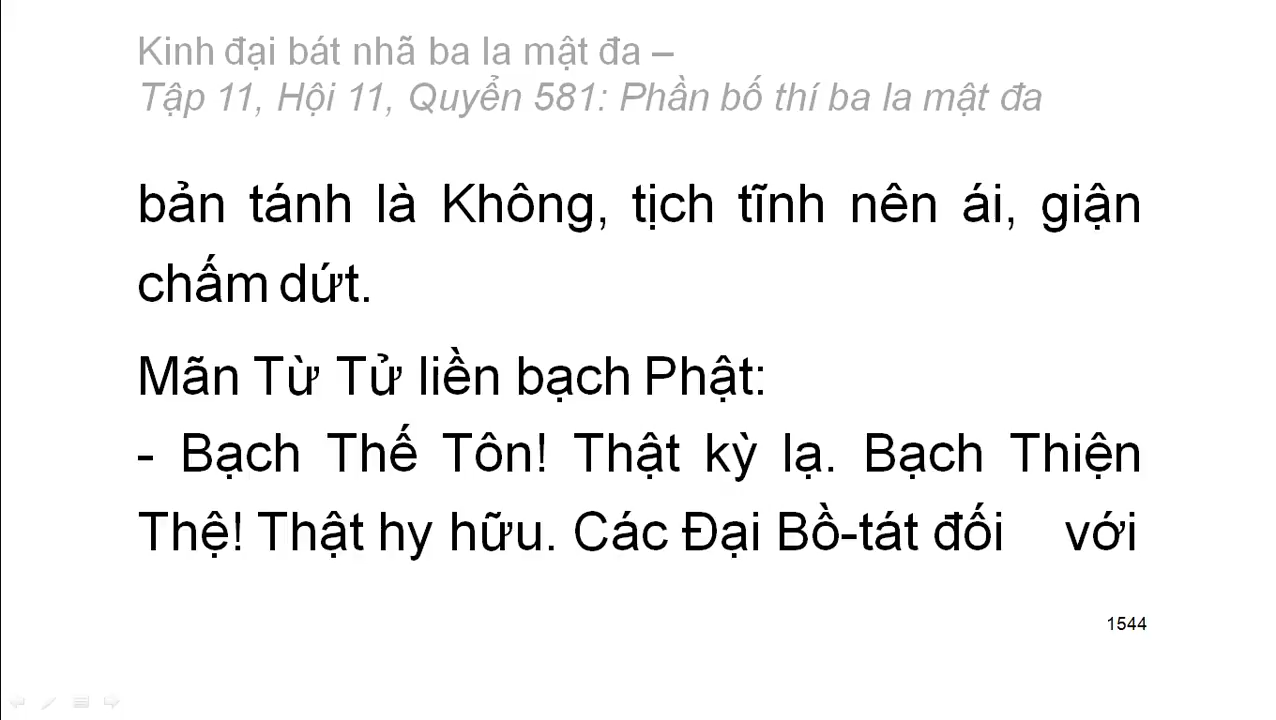 Kinh đại bát nhã ba la mật đa –
Tập 11, Hội 11, Quyển 581: Phần bố thí ba la mật đa
bản tánh là Không, tịch tĩnh nên ái, giận
chấm dứt.
Mãn Từ Tử liền bạch Phật:
- Bạch Thế Tôn! Thật kỳ lạ. Bạch Thiện
Thệ! Thật hy hữu. Các Đại Bồ-tát đối với
1544